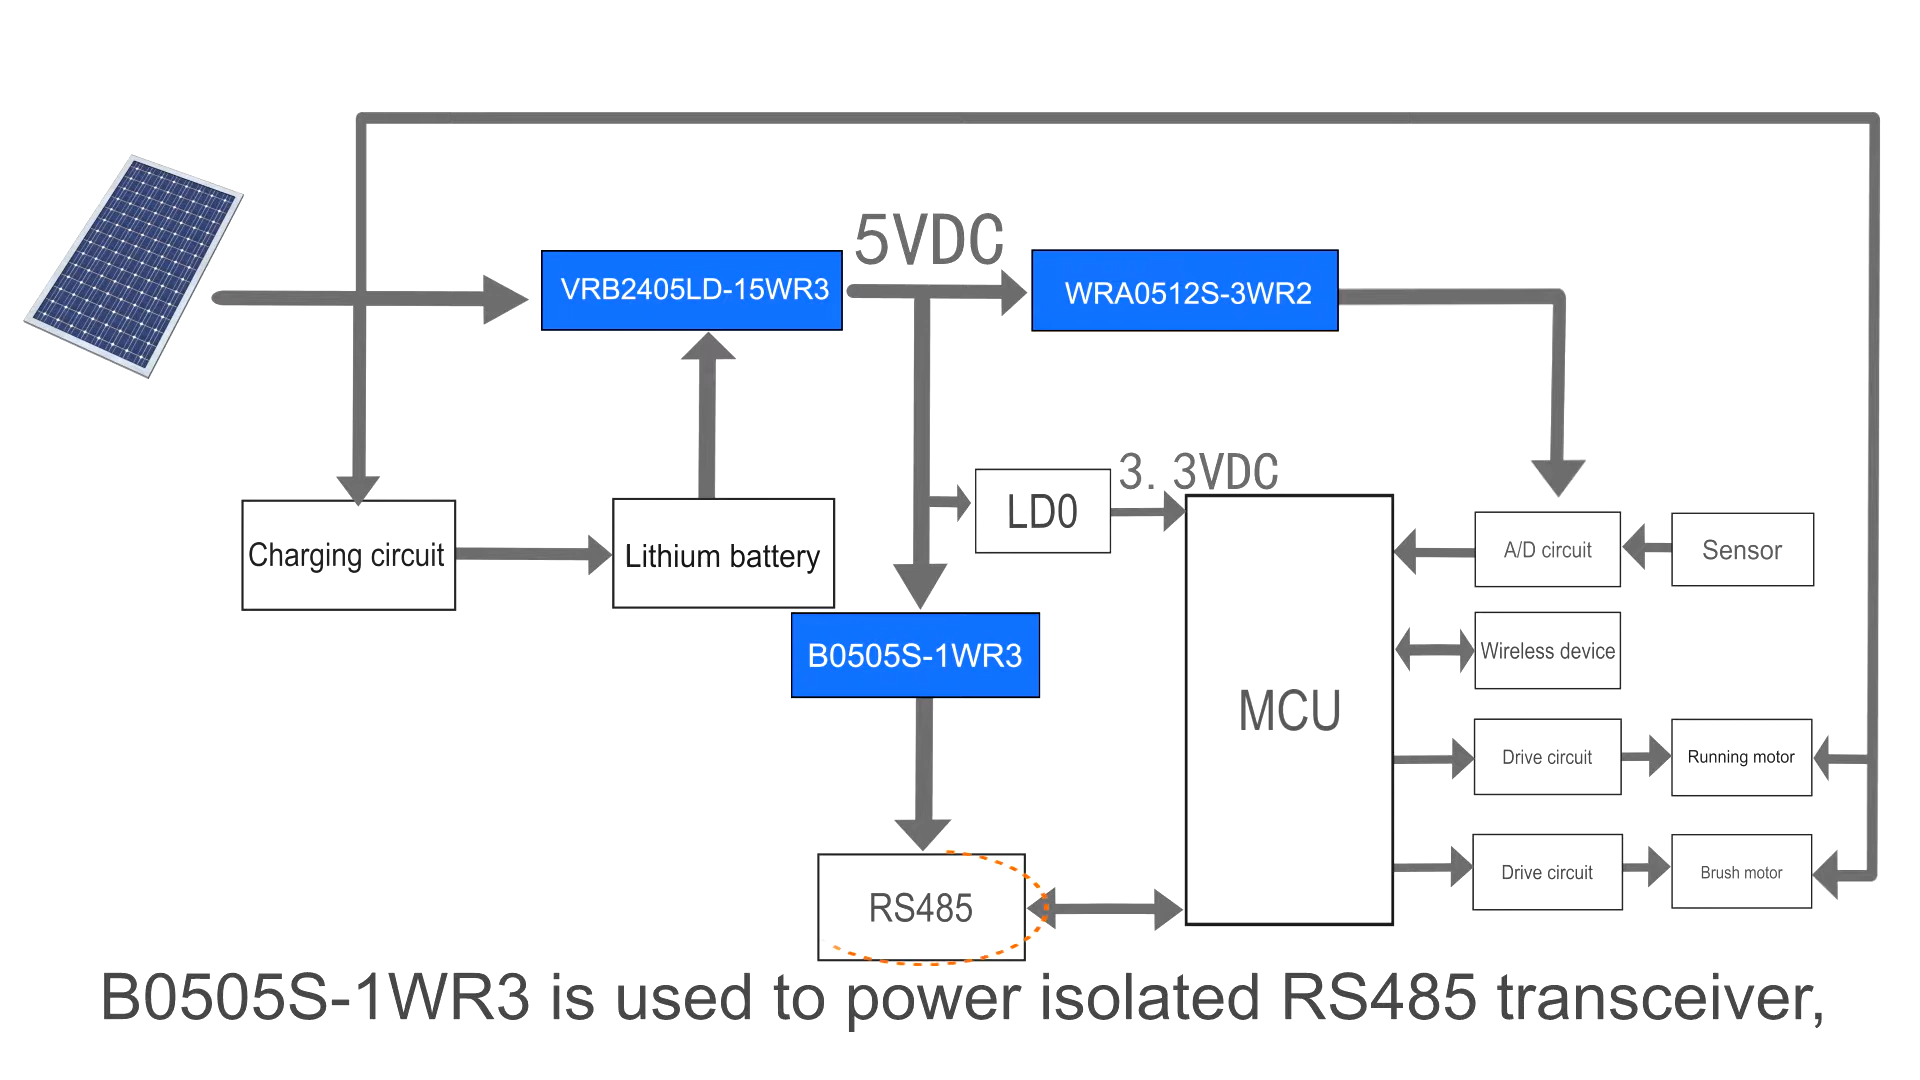 5VDC
VRB2405LD-15WR3
WRA0512S-3WR2
3.3VDC
LD0
Charging circuit
Lithium battery
A/D circuit
Sensor
B0505S-1WR3
Wireless device
MCU
Drive circuit
Running motor
Drive circuit
Brush motor
RS485
B0505S-1WR3 is used to power isolated RS485 transceiver,